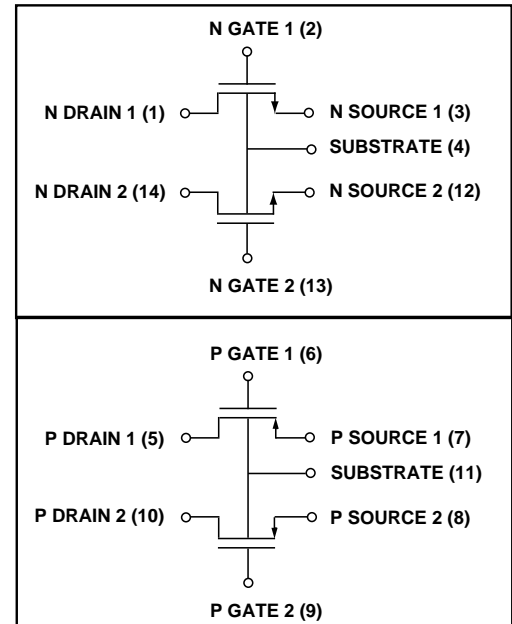 N GATE 1 (2)
N DRAIN 1 (1)
N SOURCE 1 (3)
SUBSTRATE (4)
N DRAIN 2 (14)
N SOURCE 2 (12)
N GATE 2 (13)
P GATE 1 (6)
P DRAIN 1 (5)
P SOURCE 1 (7)
SUBSTRATE (11)
P DRAIN 2 (10)
P SOURCE 2 (8)
P GATE 2 (9)